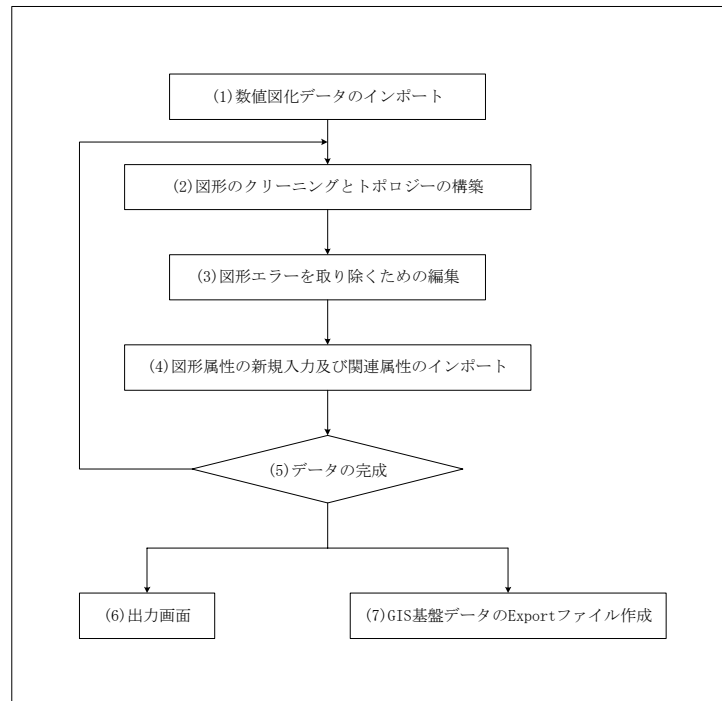 (1)数値図化データのインポート
(2)図形のクリーニングとトポロジーの構築
(3)図形エラーを取り除くための編集
(4)図形属性の新規入力及び関連属性のインポート
(5)データの完成
(6)出力画面
(7)GIS基盤データのExportファイル作成